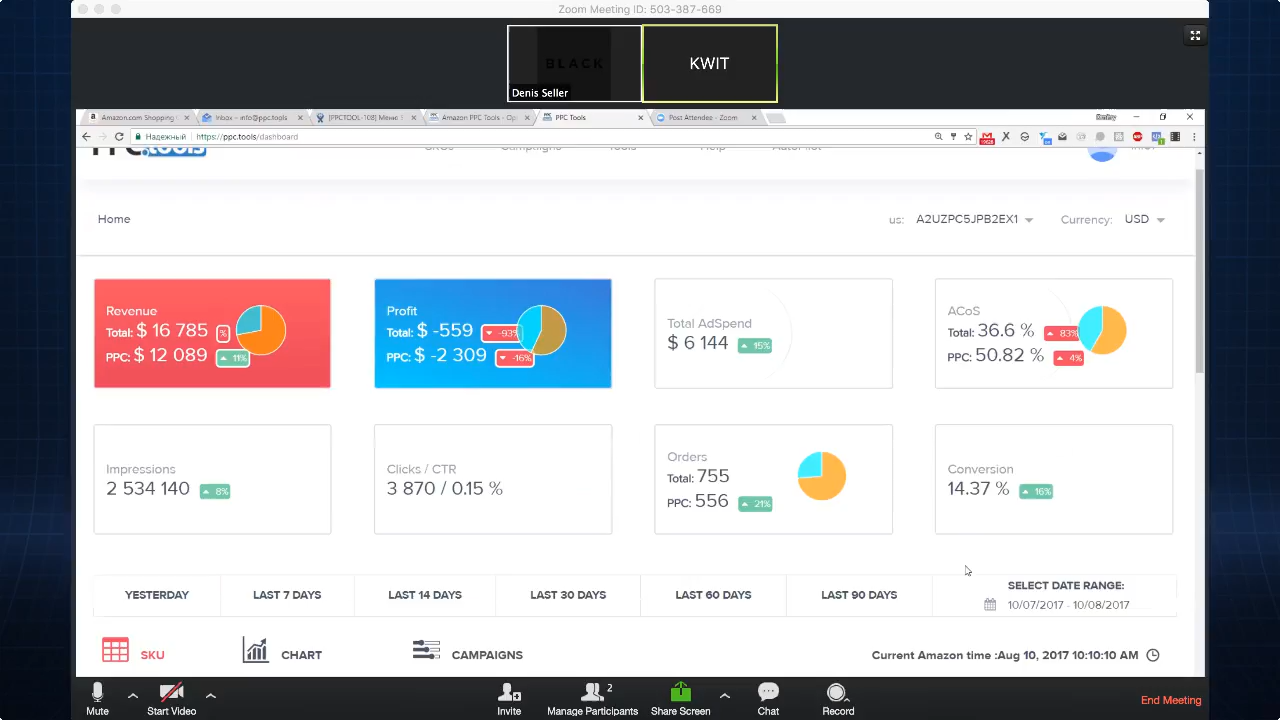 Zoom Meeting ID: 503-387-669
BLACK
Denis Seller
KWIT
Amazon.com Shopping
Inbox - info@ppc.tools
[PPCTOOL-108] Меню
Amazon PPC Tools - Op
PPC Tools
Post Attendee - Zoom
Надежный
https://ppc.tools/dashboard
Home
us: A2UZPC5JPB2EX1
Currency: USD
Revenue
Total: $ 16 785 %
PPC: $ 12 089 11%
Profit
Total: $ -559 -93%
PPC: $ -2 309 -16%
Total AdSpend
$ 6 144 15%
ACoS
Total: 36.6 % 83%
PPC: 50.82 % 4%
Impressions
2 534 140 8%
Clicks / CTR
3 870 / 0.15 %
Orders
Total: 755
PPC: 556 21%
Conversion
14.37 % 16%
YESTERDAY
LAST 7 DAYS
LAST 14 DAYS
LAST 30 DAYS
LAST 60 DAYS
LAST 90 DAYS
SELECT DATE RANGE:
10/07/2017 - 10/08/2017
SKU
CHART
CAMPAIGNS
Current Amazon time :Aug 10, 2017 10:10:10 AM
Mute
Start Video
Invite
2
Manage Participants
Share Screen
Chat
Record
End Meeting